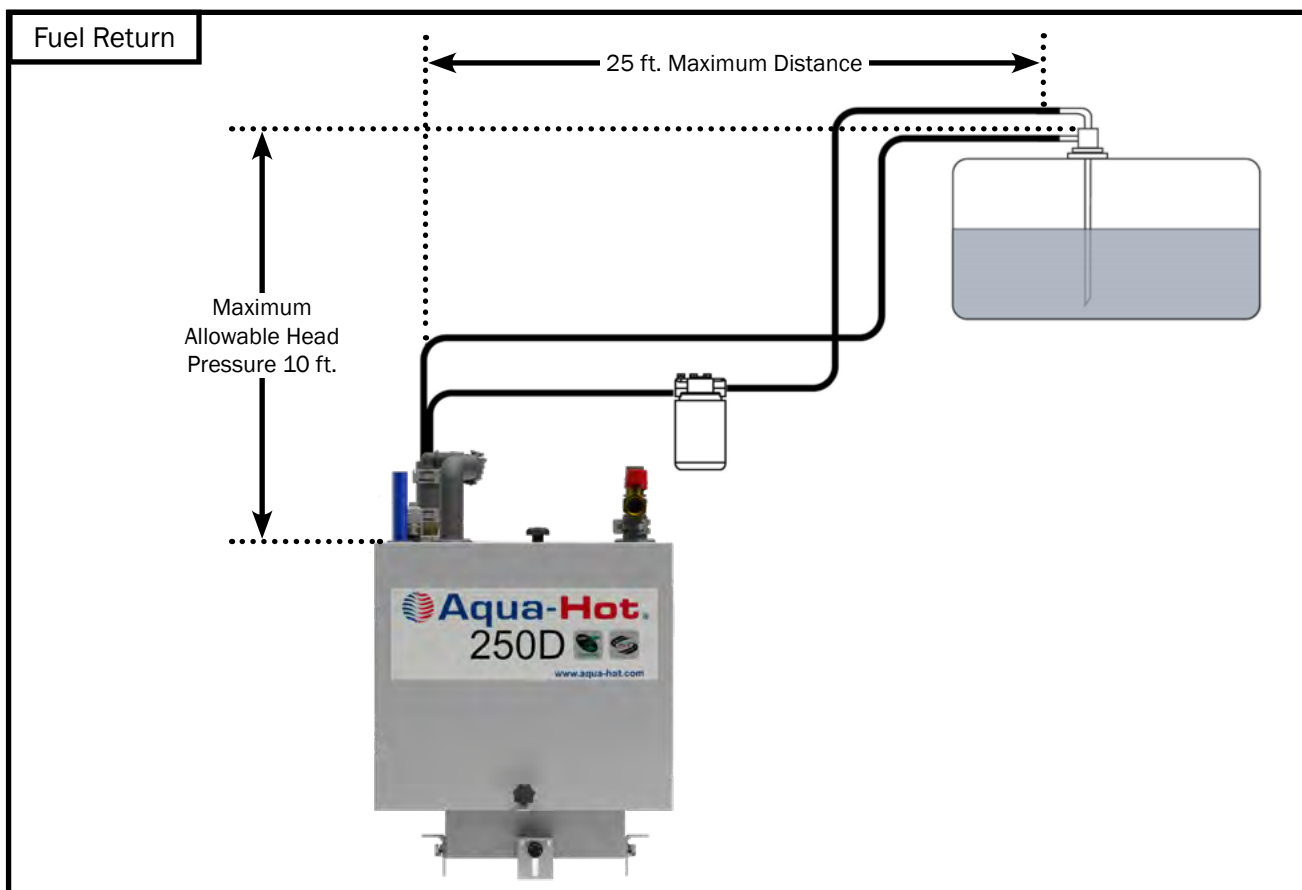 Fuel Return
25 ft. Maximum Distance
Maximum
Allowable Head
Pressure 10 ft.
Aqua-Hot®
250D
www.aqua-hot.com